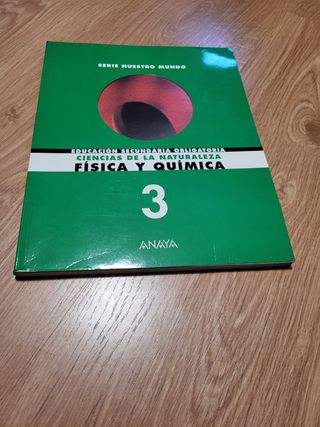 SERIE NUESTRO MUNDO
EDUCACIÓN SECUNDARIA OBLIGATORIA
CIENCIAS DE LA NATURALEZA
FÍSICA Y QUÍMICA
3
ANAYA